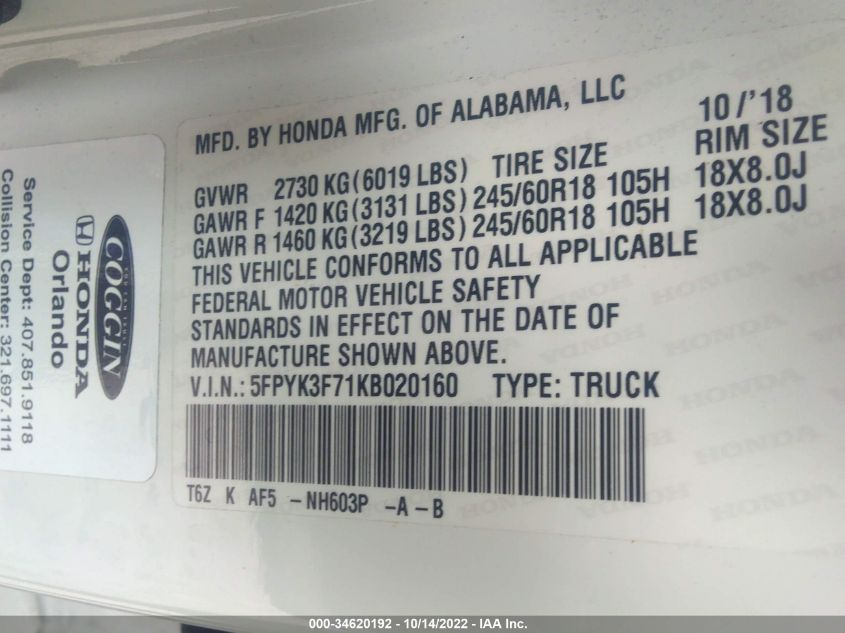 MFD. BY HONDA MFG. OF ALABAMA, LLC 10/'18
GVWR 2730 KG(6019 LBS) TIRE SIZE RIM SIZE
GAWR F 1420 KG(3131 LBS) 245/60R18 105H 18X8.0J
GAWR R 1460 KG(3219 LBS) 245/60R18 105H 18X8.0J
THIS VEHICLE CONFORMS TO ALL APPLICABLE
FEDERAL MOTOR VEHICLE SAFETY
STANDARDS IN EFFECT ON THE DATE OF
MANUFACTURE SHOWN ABOVE.
V.I.N.: 5FPYK3F71KB020160 TYPE: TRUCK
T6Z K AF5 -NH603P -A-B
COGGIN
HONDA
Orlando
Service Dept: 407.851.9118
Collision Center: 321.697.1111
000-34620192 - 10/14/2022 - IAA Inc.